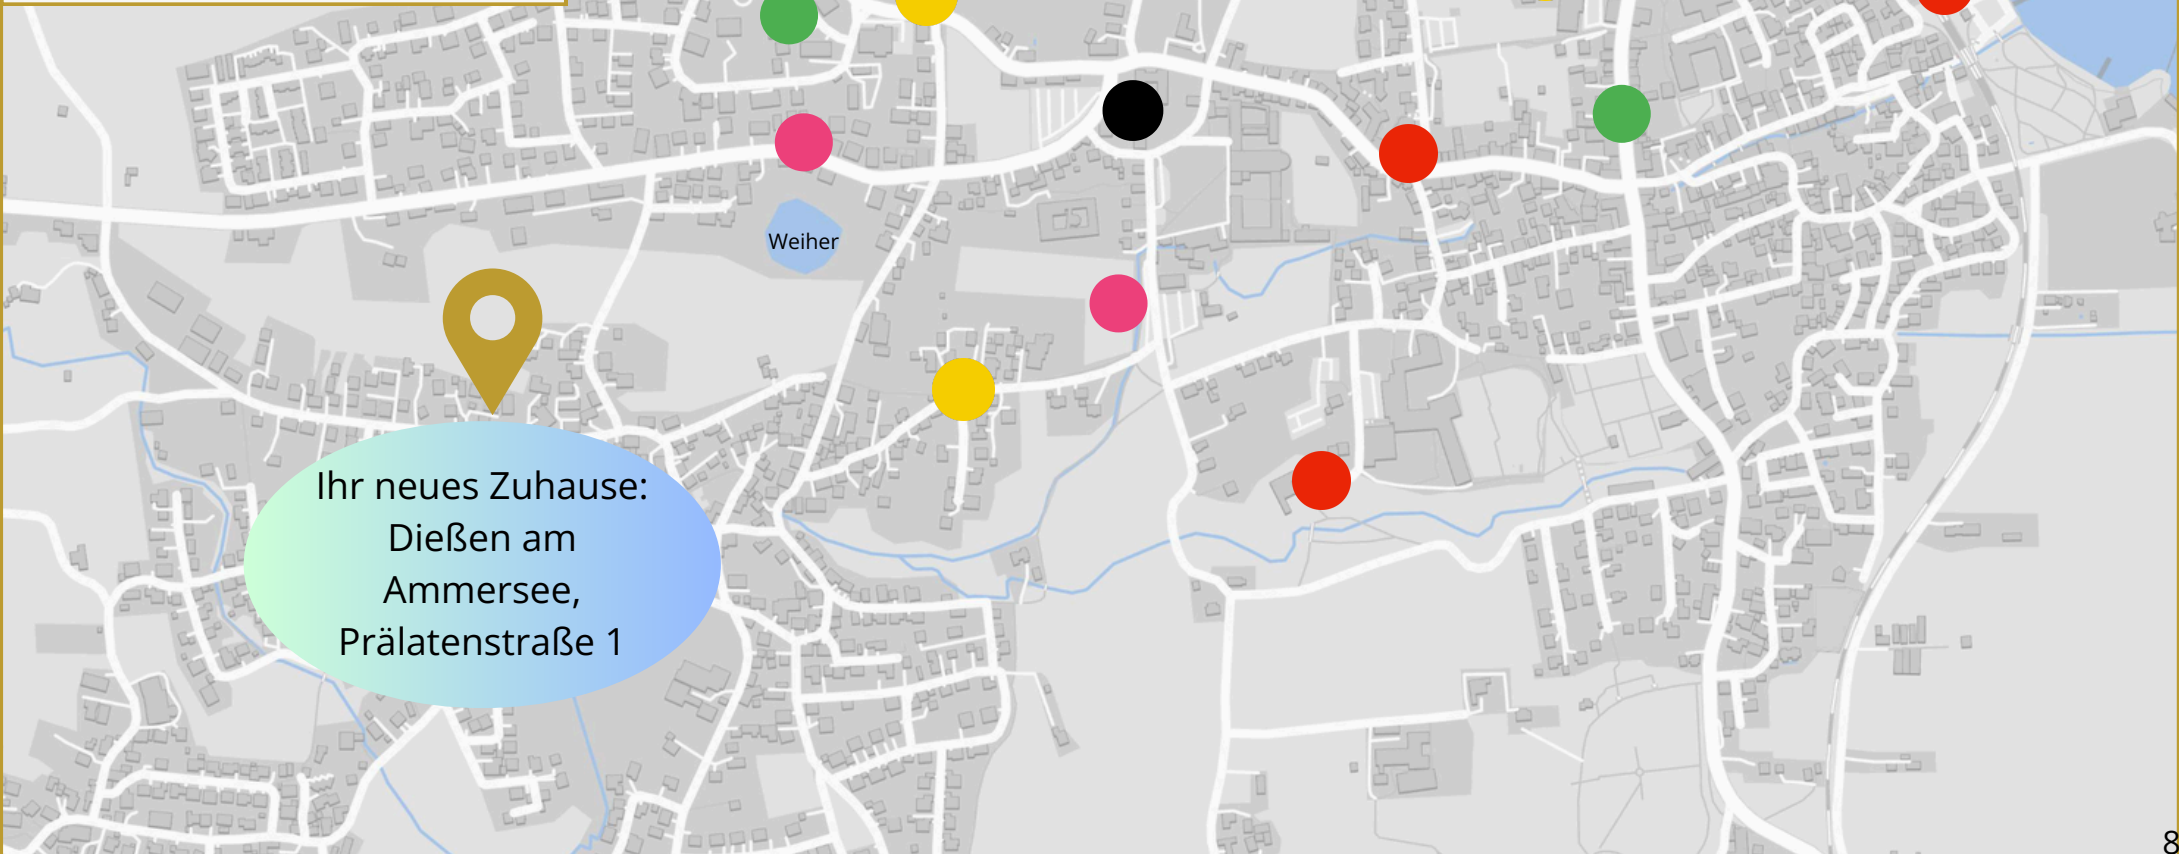 Weiher
Ihr neues Zuhause:
Dießen am
Ammersee,
Prälatenstraße 1
8